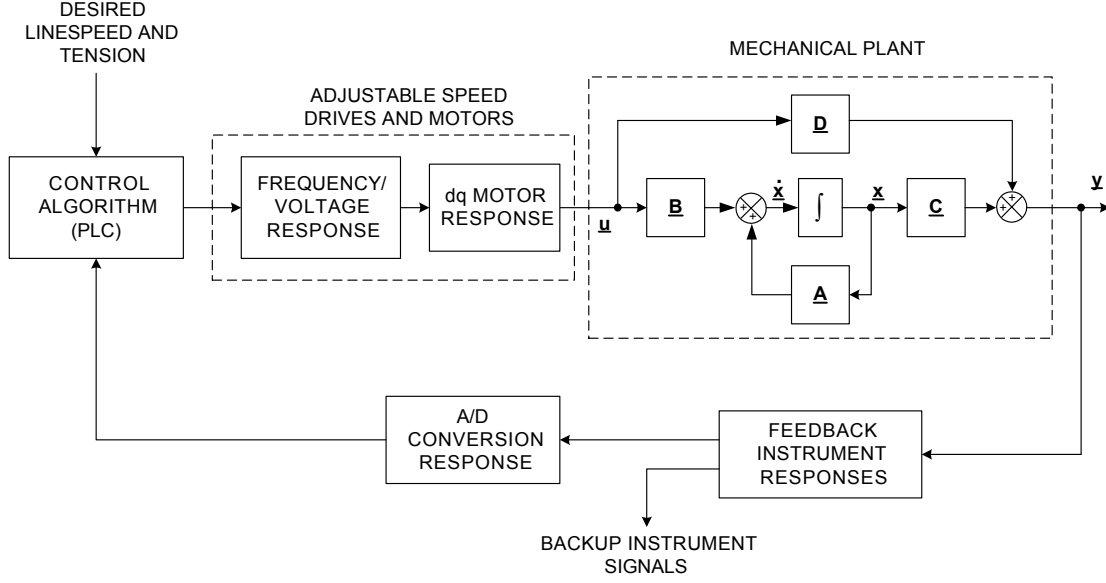 DESIRED
LINESPEED AND
TENSION
MECHANICAL PLANT
ADJUSTABLE SPEED
DRIVES AND MOTORS
D
CONTROL
ALGORITHM
(PLC)
FREQUENCY/
VOLTAGE
RESPONSE
dq MOTOR
RESPONSE
u
B
+
+
ẋ
∫
x
C
+
+
y
A
A/D
CONVERSION
RESPONSE
FEEDBACK
INSTRUMENT
RESPONSES
BACKUP INSTRUMENT
SIGNALS